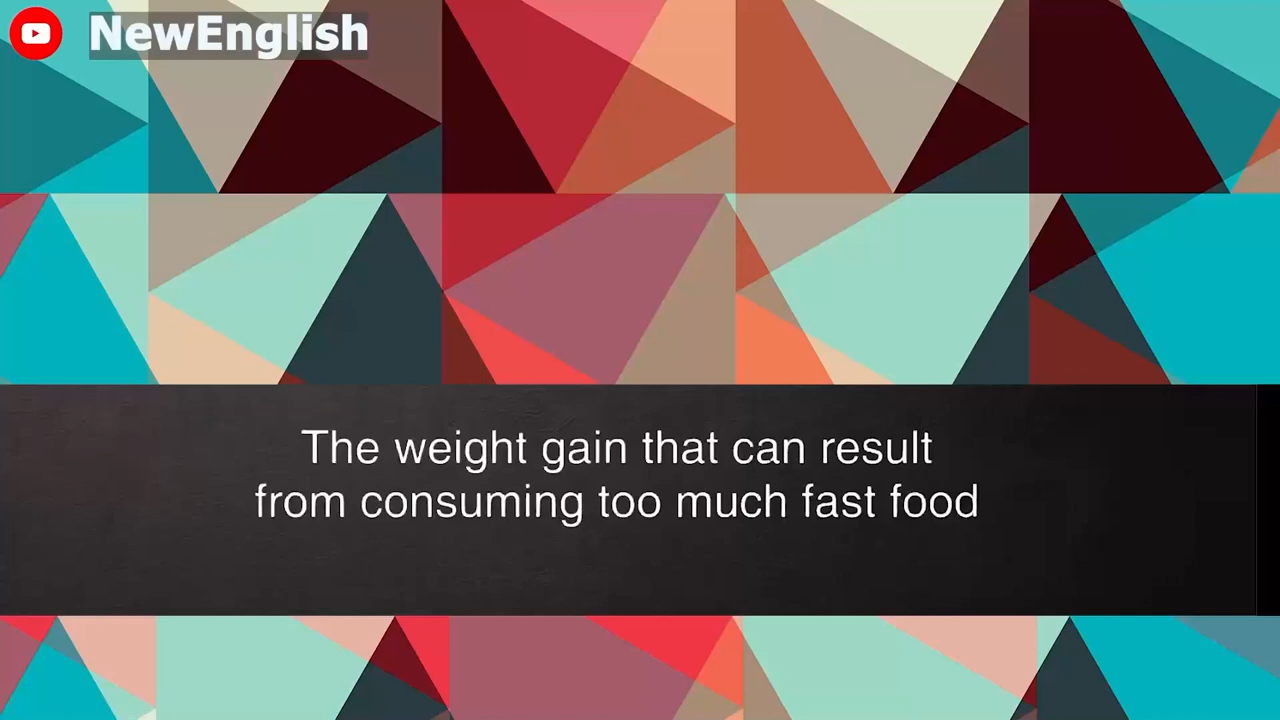 NewEnglish
The weight gain that can result
from consuming too much fast food